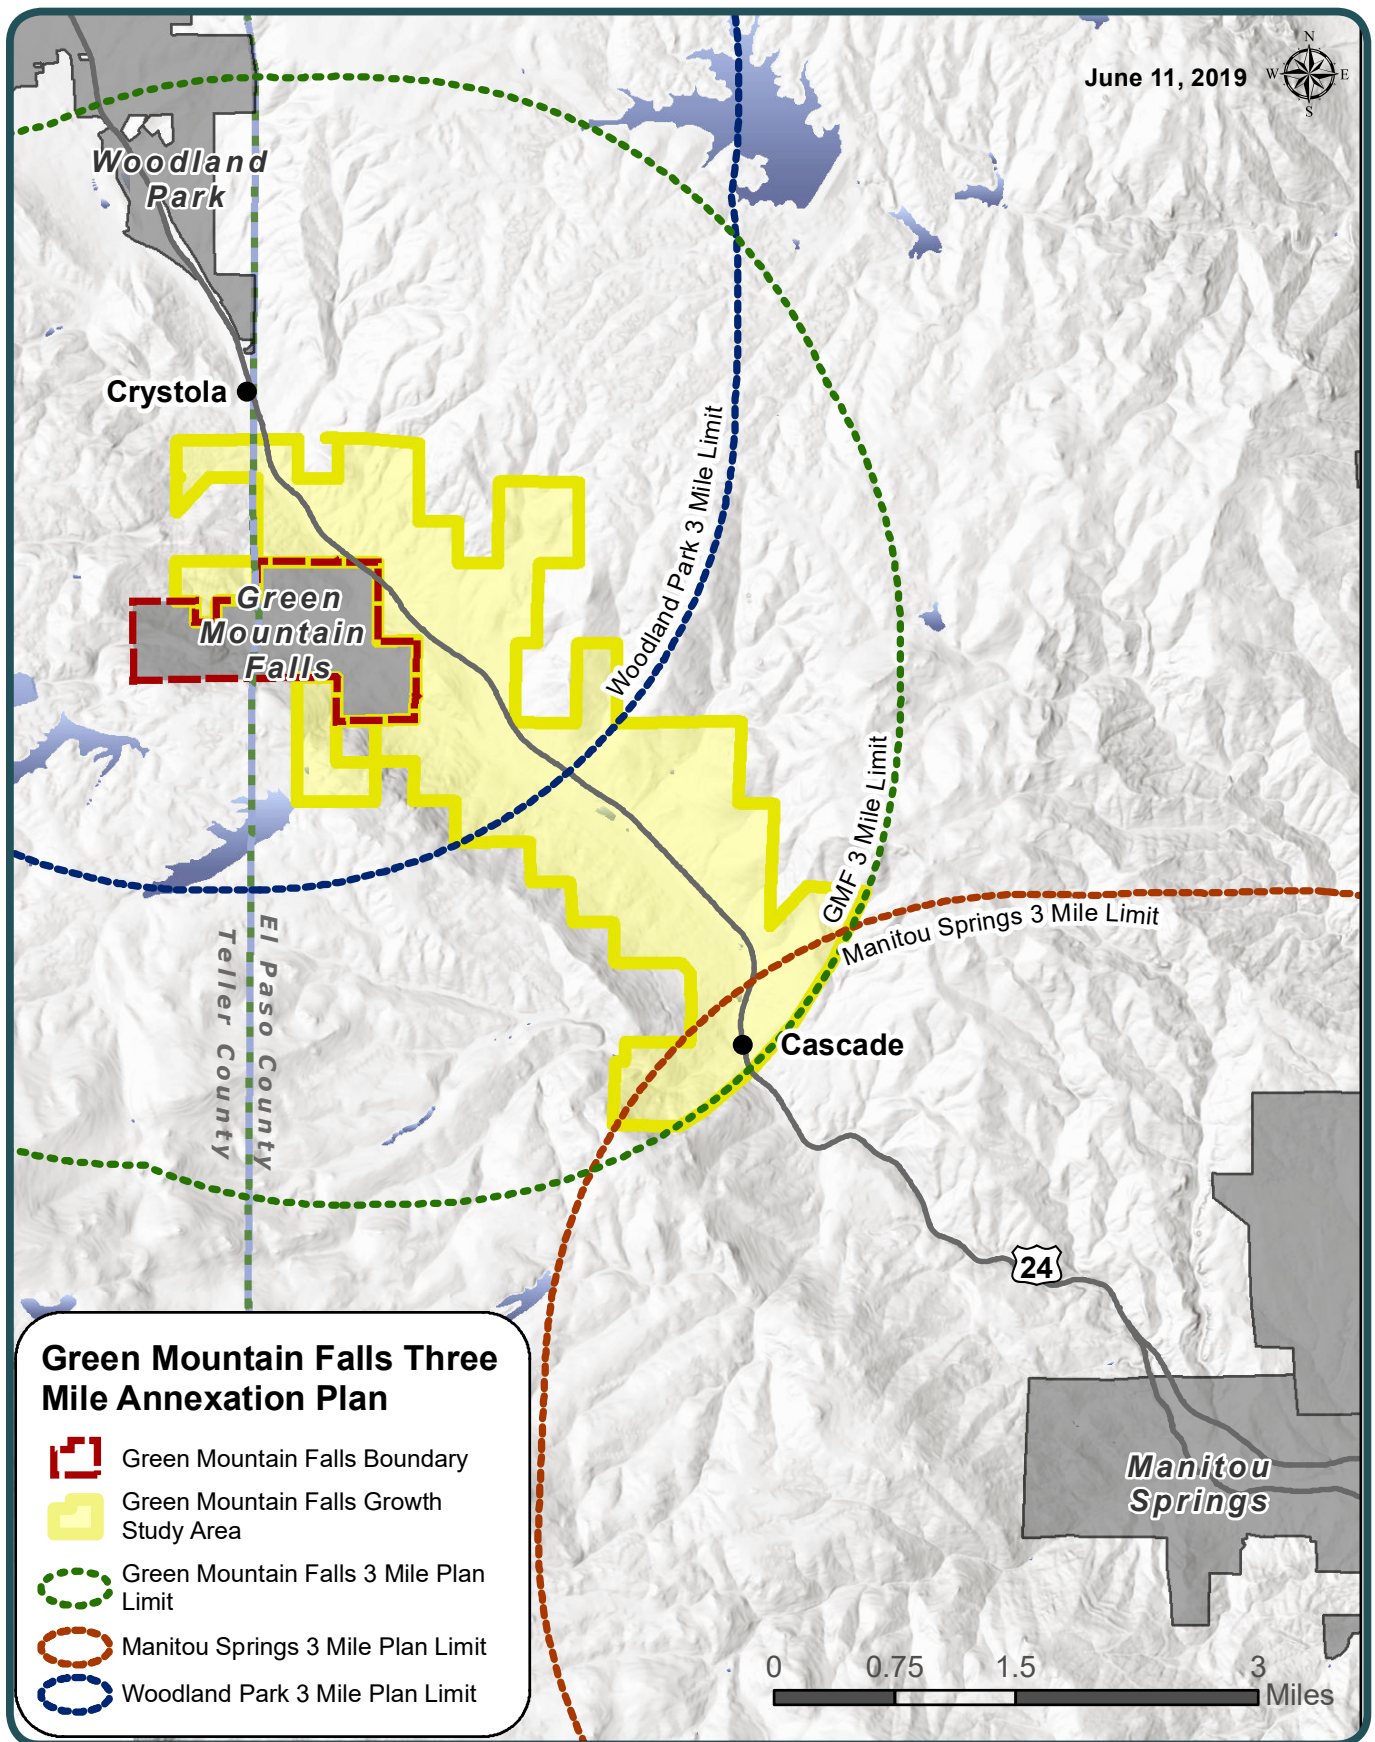 June 11, 2019
N
W
E
S
Woodland
Park
Crystola
Woodland Park 3 Mile Limit
Green
Mountain
Falls
GMF 3 Mile Limit
Manitou Springs 3 Mile Limit
El Paso County
Teller County
Cascade
24
Manitou
Springs
Green Mountain Falls Three
Mile Annexation Plan
Green Mountain Falls Boundary
Green Mountain Falls Growth
Study Area
Green Mountain Falls 3 Mile Plan
Limit
Manitou Springs 3 Mile Plan Limit
Woodland Park 3 Mile Plan Limit
0 0.75 1.5 3
Miles